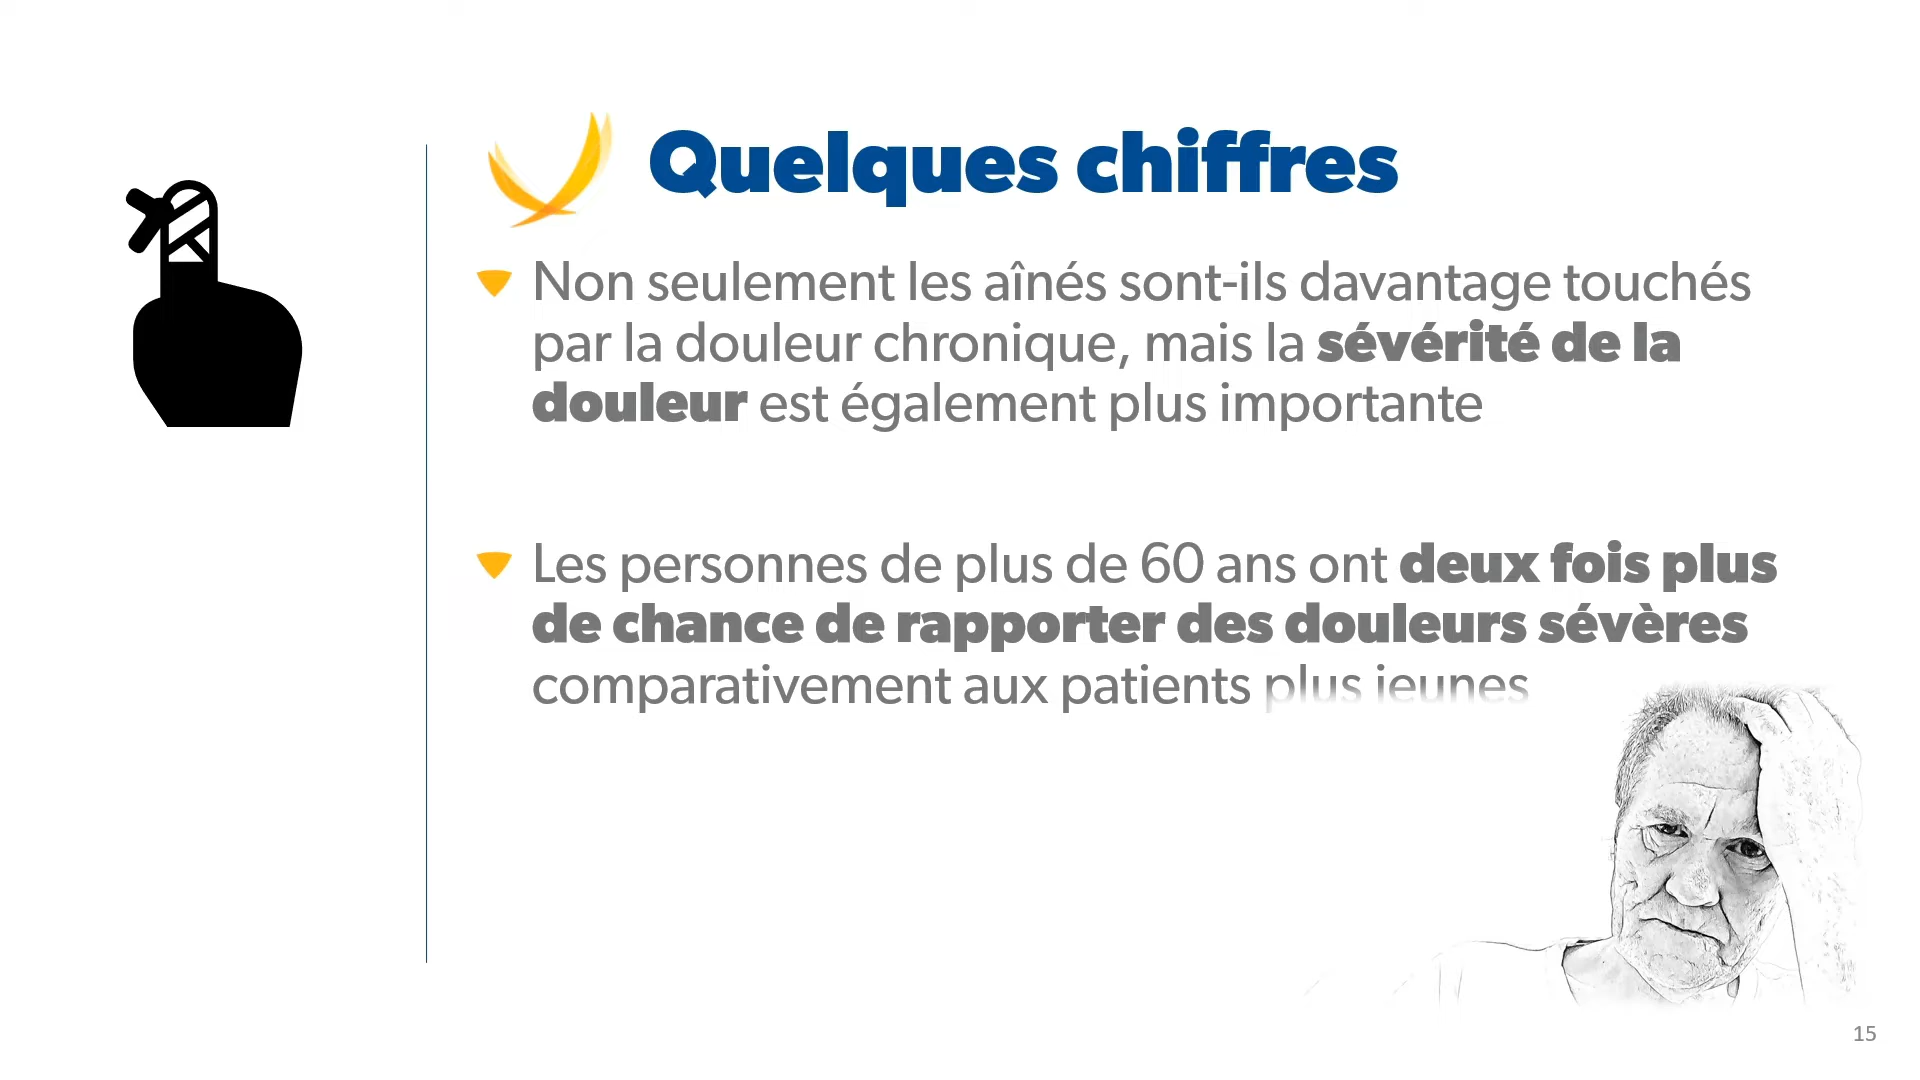 Quelques chiffres
Non seulement les aînés sont-ils davantage touchés
par la douleur chronique, mais la sévérité de la
douleur est également plus importante
Les personnes de plus de 60 ans ont deux fois plus
de chance de rapporter des douleurs sévères
comparativement aux patients plus jeunes
15